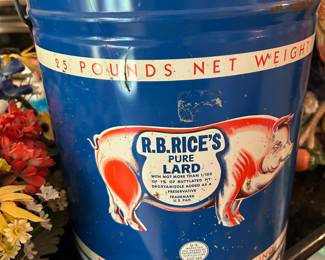 25 POUNDS NET WEIGHT
R.B.RICE'S
PURE
LARD
WITH NOT MORE THAN 1/100
OF 1% OF BUTYLATED HY-
DROXYANISOLE ADDED AS A
PRESERVATIVE
TRADEMARK
U.S. PAT.
U.S.